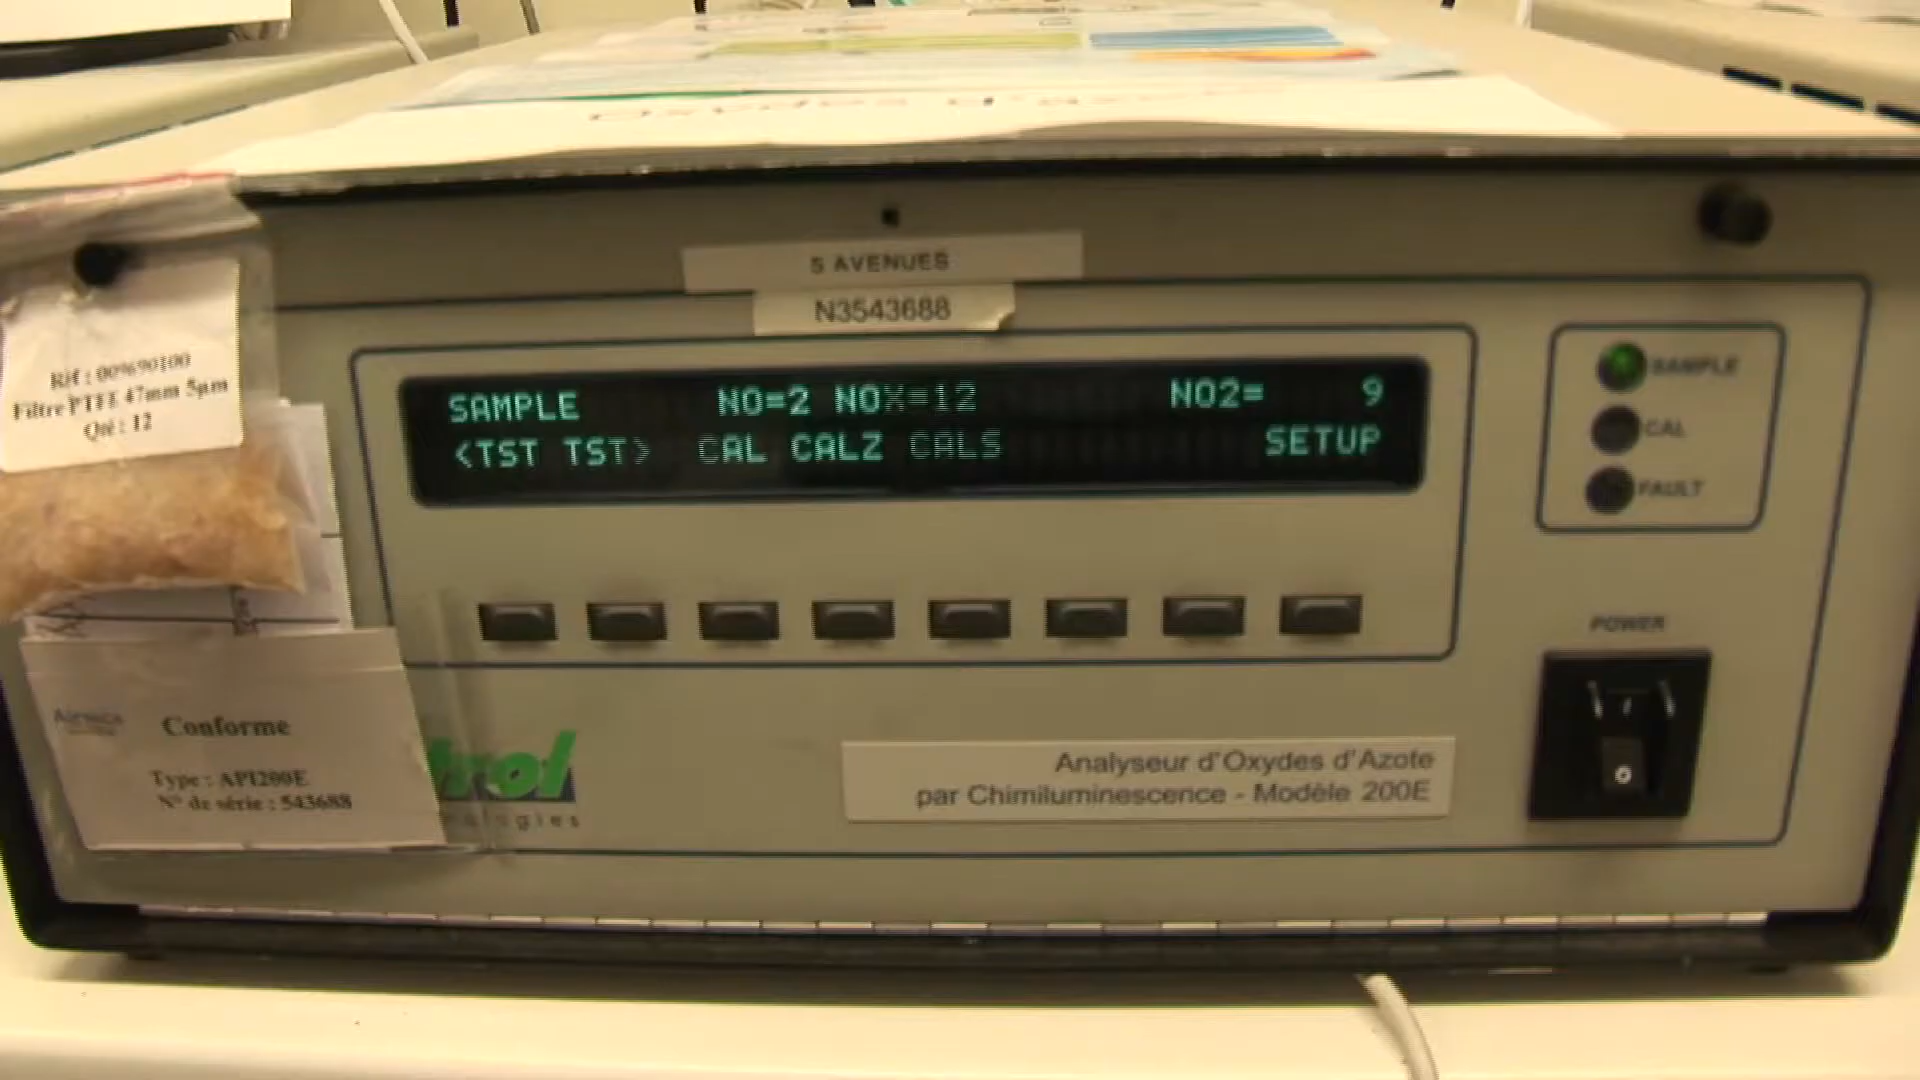 5 AVENUES
N3543688
SAMPLE NO=2 NOX=12 NO2= 9
<TST TST> CAL CALZ CALS SETUP
SAMPLE
CAL
FAULT
POWER
Réf : 009690100
Filtre PTFE 47mm 5µm
Qté : 12
Conforme
Type : API200E
N° de série : 543688
Analyseur d'Oxydes d'Azote
par Chimiluminescence - Modèle 200E